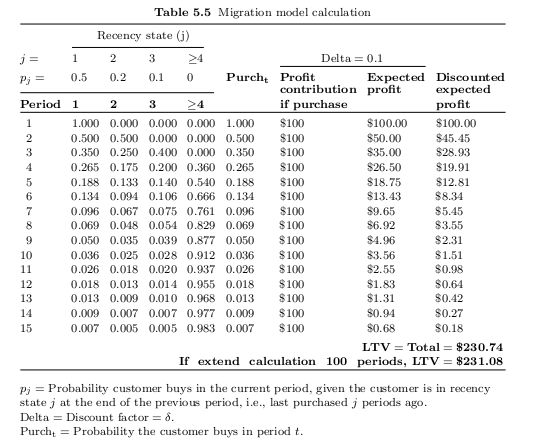 Table 5.5 Migration model calculation
Recency state (j)
j = 1 2 3 ≥4 Delta = 0.1
pj = 0.5 0.2 0.1 0 Purcht Profit Expected Discounted
contribution profit expected
Period 1 2 3 ≥4 if purchase profit
1 1.000 0.000 0.000 0.000 1.000 $100 $100.00 $100.00
2 0.500 0.500 0.000 0.000 0.500 $100 $50.00 $45.45
3 0.350 0.250 0.400 0.000 0.350 $100 $35.00 $28.93
4 0.265 0.175 0.200 0.360 0.265 $100 $26.50 $19.91
5 0.188 0.133 0.140 0.540 0.188 $100 $18.75 $12.81
6 0.134 0.094 0.106 0.666 0.134 $100 $13.43 $8.34
7 0.096 0.067 0.075 0.761 0.096 $100 $9.65 $5.45
8 0.069 0.048 0.054 0.829 0.069 $100 $6.92 $3.55
9 0.050 0.035 0.039 0.877 0.050 $100 $4.96 $2.31
10 0.036 0.025 0.028 0.912 0.036 $100 $3.56 $1.51
11 0.026 0.018 0.020 0.937 0.026 $100 $2.55 $0.98
12 0.018 0.013 0.014 0.955 0.018 $100 $1.83 $0.64
13 0.013 0.009 0.010 0.968 0.013 $100 $1.31 $0.42
14 0.009 0.007 0.007 0.977 0.009 $100 $0.94 $0.27
15 0.007 0.005 0.005 0.983 0.007 $100 $0.68 $0.18
LTV = Total = $230.74
If extend calculation 100 periods, LTV = $231.08
pj = Probability customer buys in the current period, given the customer is in recency
state j at the end of the previous period, i.e., last purchased j periods ago.
Delta = Discount factor = δ.
Purcht = Probability the customer buys in period t.